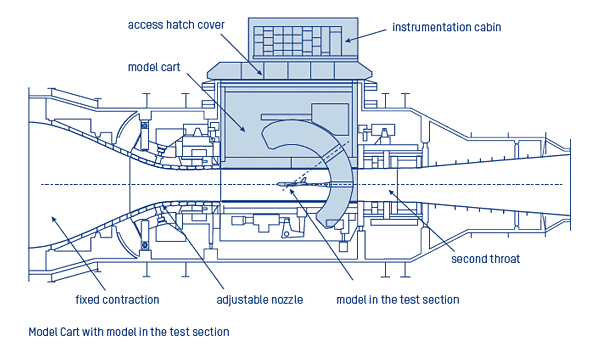 access hatch cover
instrumentation cabin
model cart
second throat
fixed contraction
adjustable nozzle
model in the test section
Model Cart with model in the test section